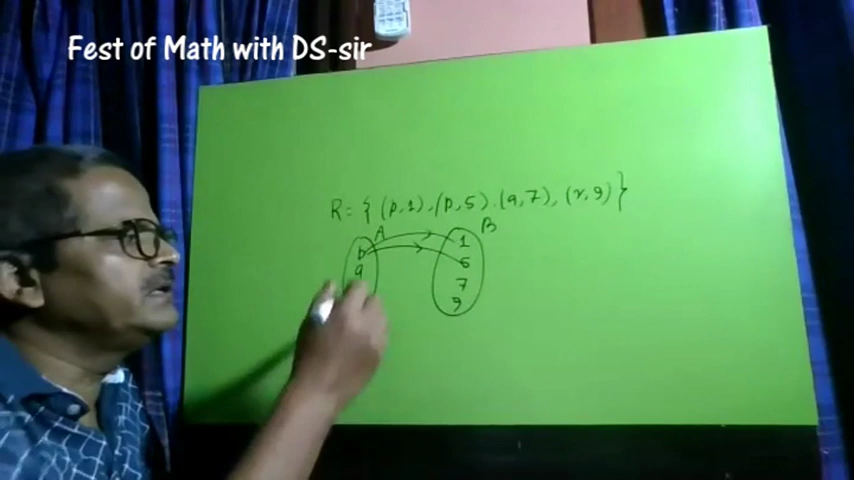 Fest of Math with DS-sir
R = { (p,1), (p,5), (q,7), (r,9) }
A B
p 1
q 5
7
9